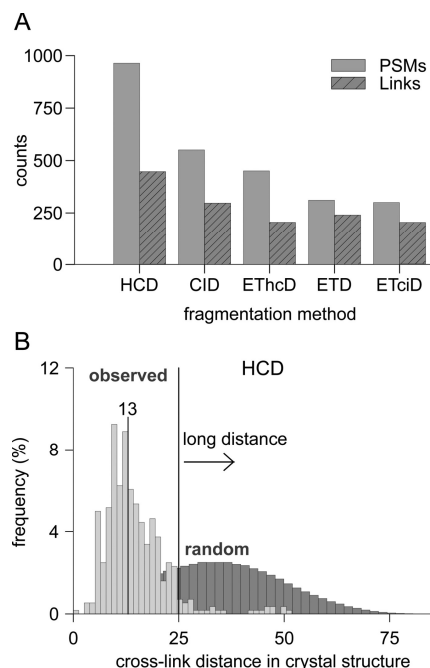 A
1000
750
500
250
0
counts
PSMs
Links
HCD CID EThcD ETD ETciD
fragmentation method
B
12
8
4
0
frequency (%)
observed
HCD
13
long distance
random
0 25 50 75
cross-link distance in crystal structure